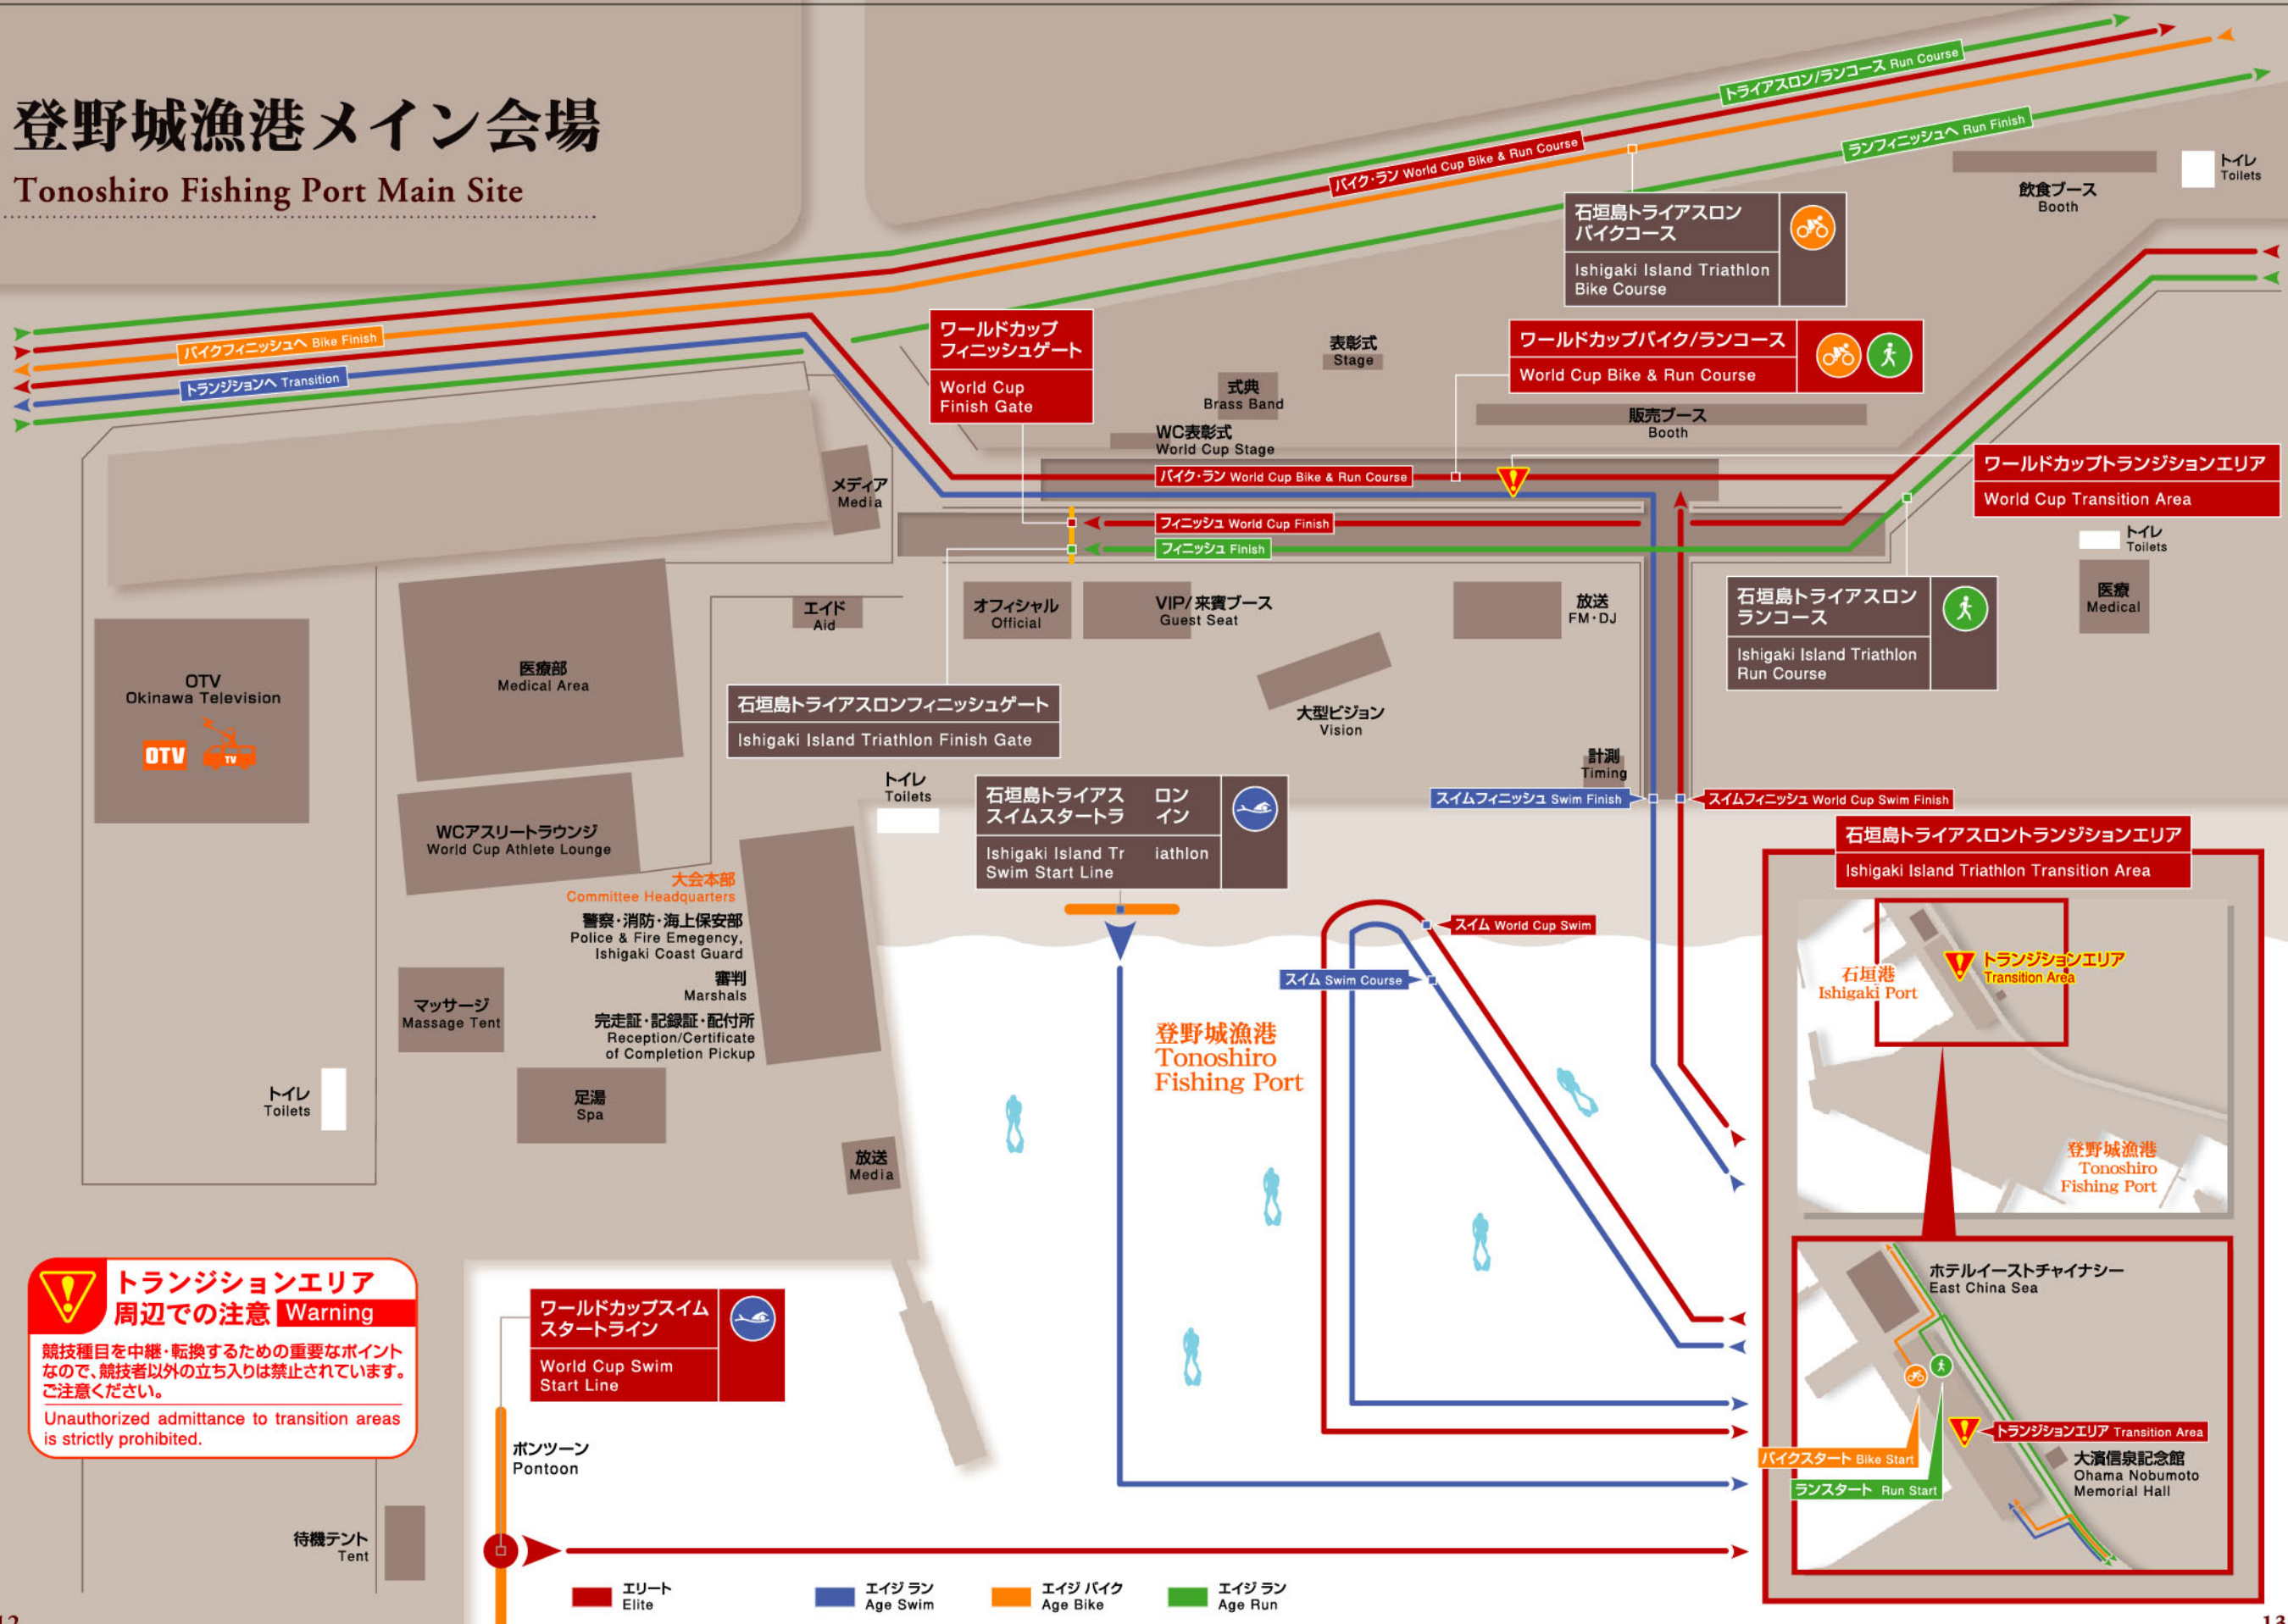 登野城漁港メイン会場
Tonoshiro Fishing Port Main Site
トライアスロン/ランコース Run Course
バイク・ラン World Cup Bike & Run Course
ランフィニッシュへ Run Finish
飲食ブース
Booth
トイレ
Toilets
石垣島トライアスロン
バイクコース
Ishigaki Island Triathlon
Bike Course
バイクフィニッシュへ Bike Finish
トランジションへ Transition
ワールドカップ
フィニッシュゲート
World Cup
Finish Gate
表彰式
Stage
式典
Brass Band
WC表彰式
World Cup Stage
ワールドカップバイク/ランコース
World Cup Bike & Run Course
販売ブース
Booth
バイク・ラン World Cup Bike & Run Course
ワールドカップトランジションエリア
World Cup Transition Area
メディア
Media
フィニッシュ World Cup Finish
フィニッシュ Finish
トイレ
Toilets
医療
Medical
エイド
Aid
オフィシャル
Official
VIP/来賓ブース
Guest Seat
放送
FM・DJ
石垣島トライアスロン
ランコース
Ishigaki Island Triathlon
Run Course
OTV
Okinawa Television
OTV
TV
医療部
Medical Area
石垣島トライアスロンフィニッシュゲート
Ishigaki Island Triathlon Finish Gate
大型ビジョン
Vision
計測
Timing
トイレ
Toilets
石垣島トライアス ロン
スイムスタートラ イン
Ishigaki Island Tr iathlon
Swim Start Line
スイムフィニッシュ Swim Finish
スイムフィニッシュ World Cup Swim Finish
WCアスリートラウンジ
World Cup Athlete Lounge
大会本部
Committee Headquarters
警察・消防・海上保安部
Police & Fire Emegency,
Ishigaki Coast Guard
審判
Marshals
完走証・記録証・配付所
Reception/Certificate
of Completion Pickup
マッサージ
Massage Tent
足湯
Spa
トイレ
Toilets
放送
Media
スイム World Cup Swim
スイム Swim Course
登野城漁港
Tonoshiro
Fishing Port
石垣島トライアスロントランジションエリア
Ishigaki Island Triathlon Transition Area
石垣港
Ishigaki Port
トランジションエリア
Transition Area
登野城漁港
Tonoshiro
Fishing Port
ホテルイーストチャイナシー
East China Sea
トランジションエリア Transition Area
バイクスタート Bike Start
ランスタート Run Start
大濱信泉記念館
Ohama Nobumoto
Memorial Hall
トランジションエリア
周辺での注意 Warning
競技種目を中継・転換するための重要なポイント
なので、競技者以外の立ち入りは禁止されています。
ご注意ください。
Unauthorized admittance to transition areas
is strictly prohibited.
ワールドカップスイム
スタートライン
World Cup Swim
Start Line
ポンツーン
Pontoon
待機テント
Tent
エリート
Elite
エイジ ラン
Age Swim
エイジ バイク
Age Bike
エイジ ラン
Age Run